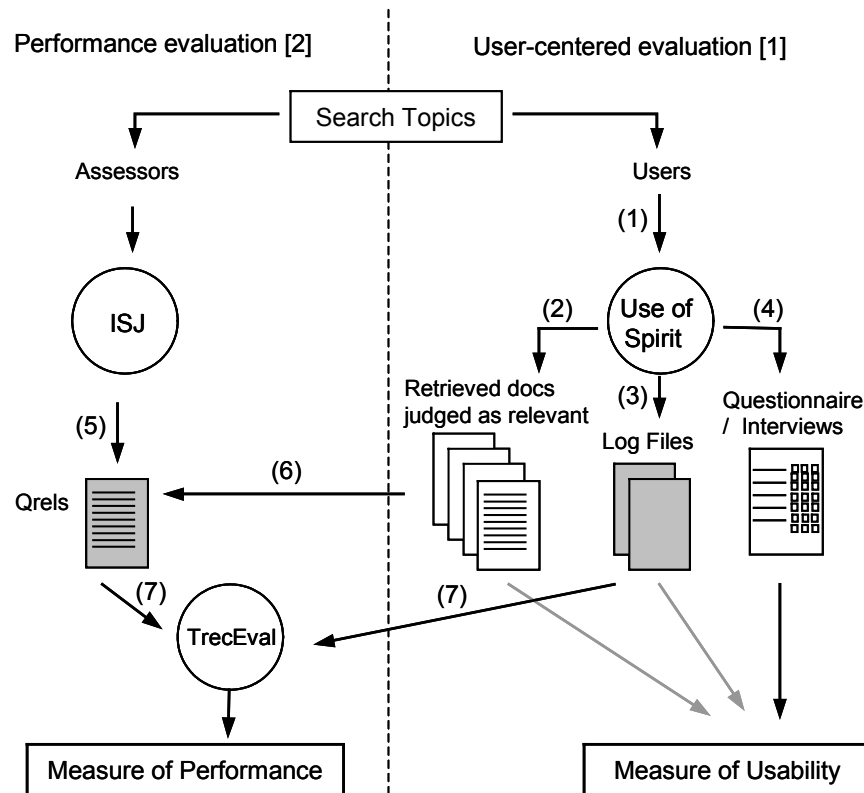 Performance evaluation [2]
User-centered evaluation [1]
Search Topics
Assessors
Users
(1)
ISJ
Use of
Spirit
(2)
(4)
(3)
Retrieved docs
judged as relevant
Questionnaire
/ Interviews
Log Files
(5)
(6)
Qrels
(7)
(7)
TrecEval
Measure of Performance
Measure of Usability